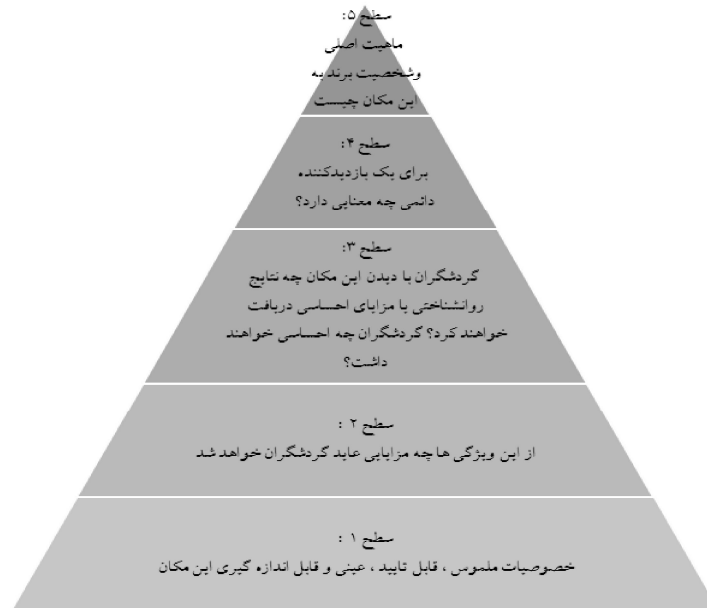 سطح ۵:
ماهیت اصلی
وشخصیت برند به
این مکان چیست
سطح ۴:
برای یک بازدیدکننده
دائمی چه معنایی دارد؟
سطح ۳:
گردشگران با دیدن این مکان چه نتایج
روانشناختی یا مزایای احساسی دریافت
خواهند کرد؟ گردشگران چه احساسی خواهند
داشت؟
سطح ۲ :
از این ویژگی ها چه مزایایی عاید گردشگران خواهد شد
سطح ۱ :
خصوصیات ملموس ، قابل تایید ، عینی و قابل اندازه گیری این مکان